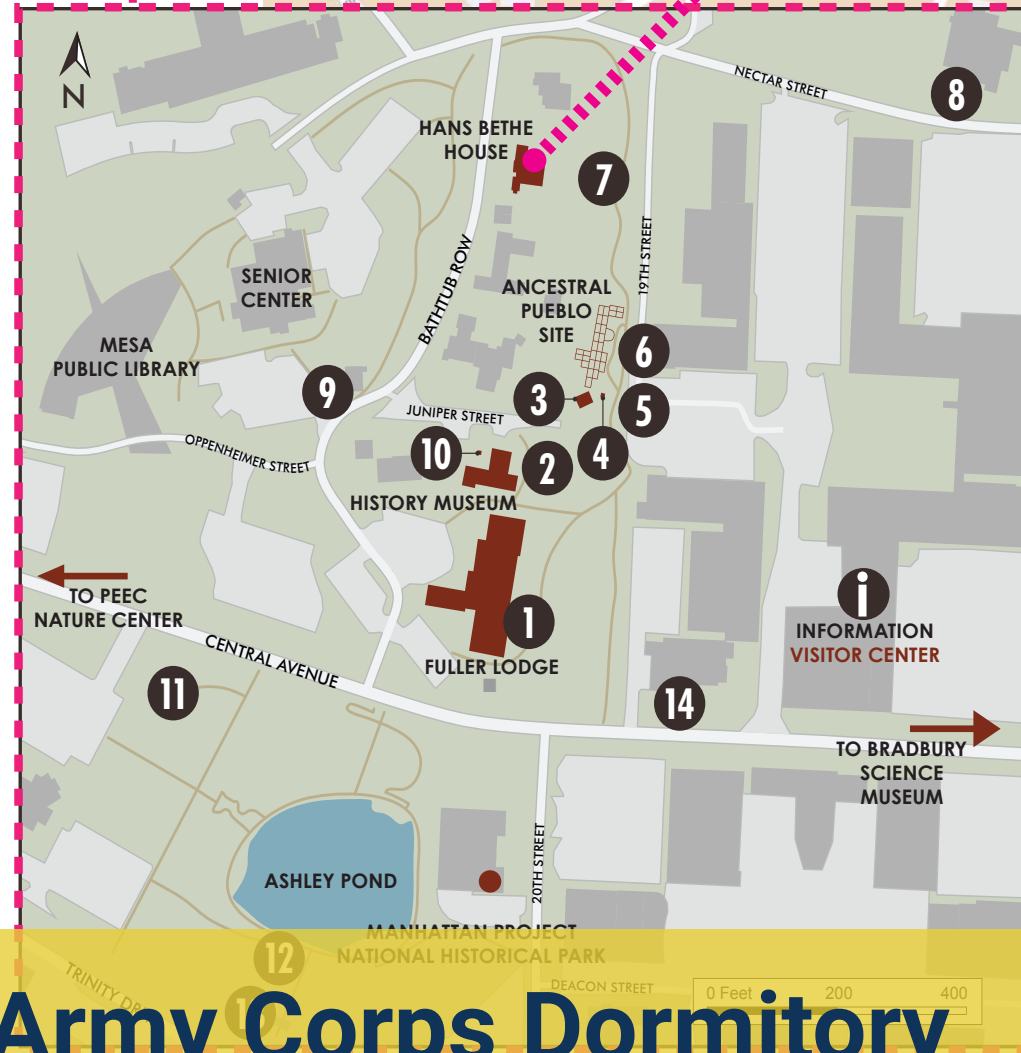 N
NECTAR STREET
8
HANS BETHE
HOUSE
7
19TH STREET
SENIOR
CENTER
BATHTUB ROW
ANCESTRAL
PUEBLO
SITE
MESA
PUBLIC LIBRARY
6
9
3
5
JUNIPER STREET
4
OPPENHEIMER STREET
10
2
HISTORY MUSEUM
TO PEEC
NATURE CENTER
1
i
INFORMATION
VISITOR CENTER
CENTRAL AVENUE
FULLER LODGE
11
14
TO BRADBURY
SCIENCE
MUSEUM
20TH STREET
ASHLEY POND
MANHATTAN PROJECT
NATIONAL HISTORICAL PARK
12
TRINITY
DEACON STREET
0 Feet 200 400
Army Corps Dormitory